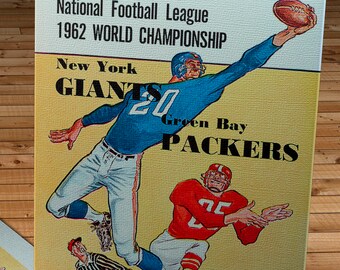 National Football League
1962 WORLD CHAMPIONSHIP
New York
GIANTS
Green Bay
PACKERS
20
25